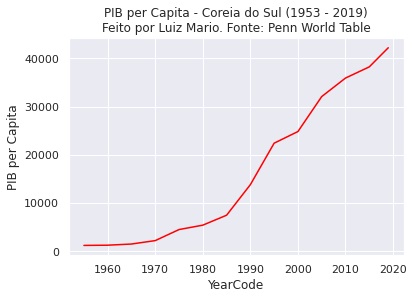 PIB per Capita - Coreia do Sul (1953 - 2019)
Feito por Luiz Mario. Fonte: Penn World Table
PIB per Capita
40000
30000
20000
10000
0
1960 1970 1980 1990 2000 2010 2020
YearCode